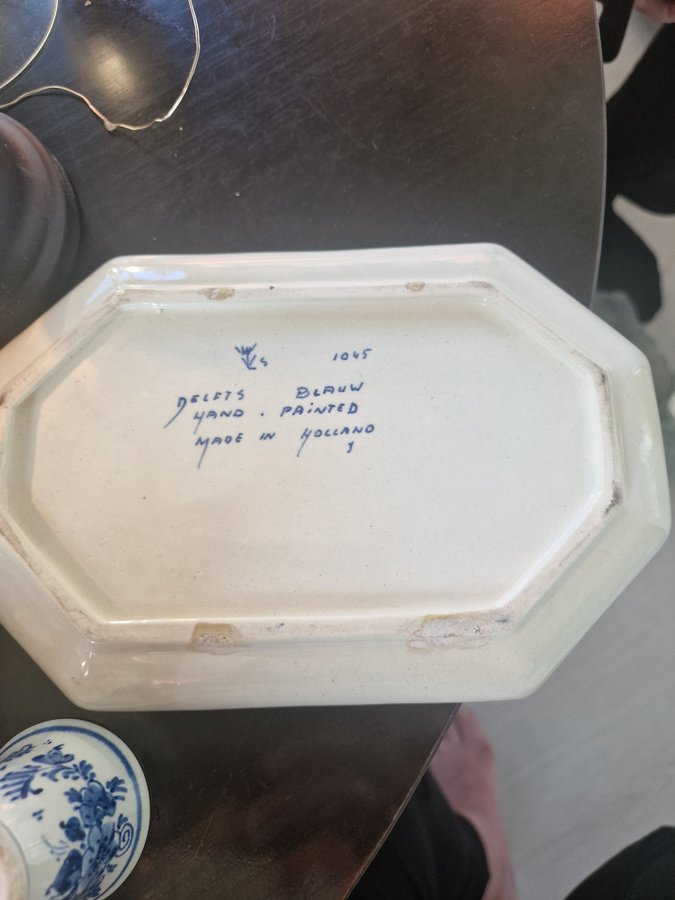 S 1045
DELFTS BLAUW
HAND. PAINTED
MADE IN HOLLAND